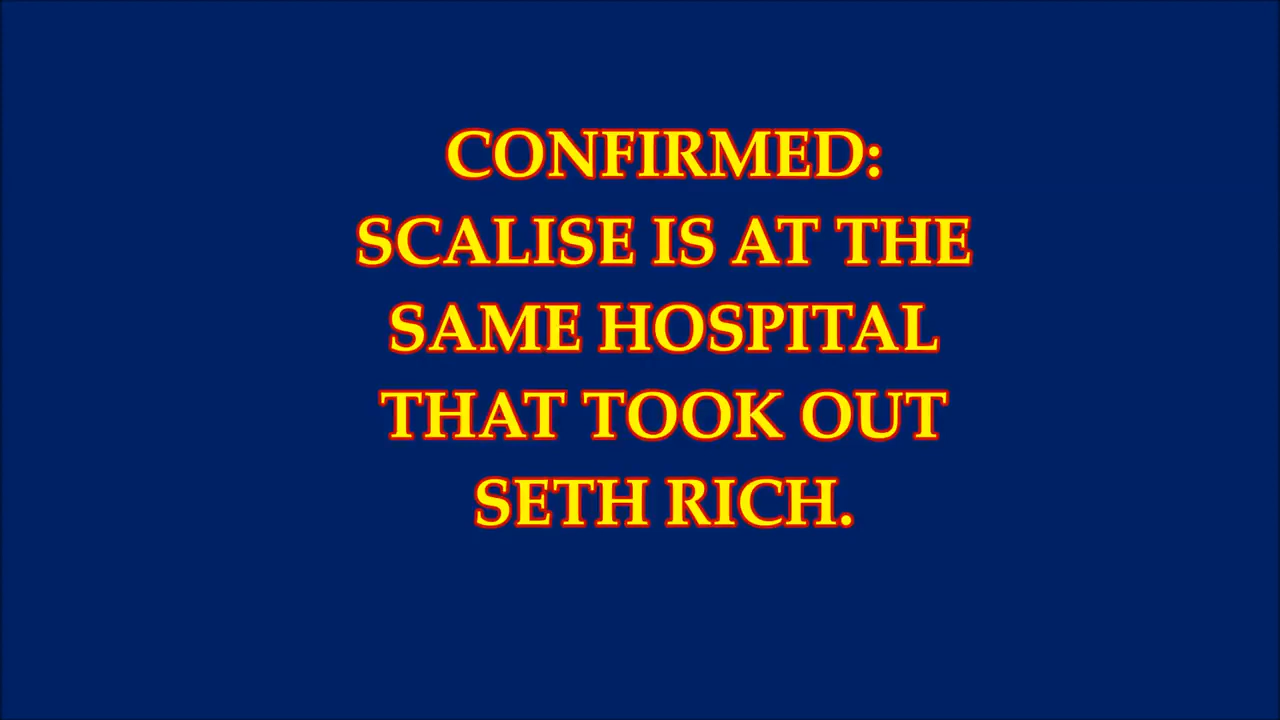 CONFIRMED:
SCALISE IS AT THE
SAME HOSPITAL
THAT TOOK OUT
SETH RICH.